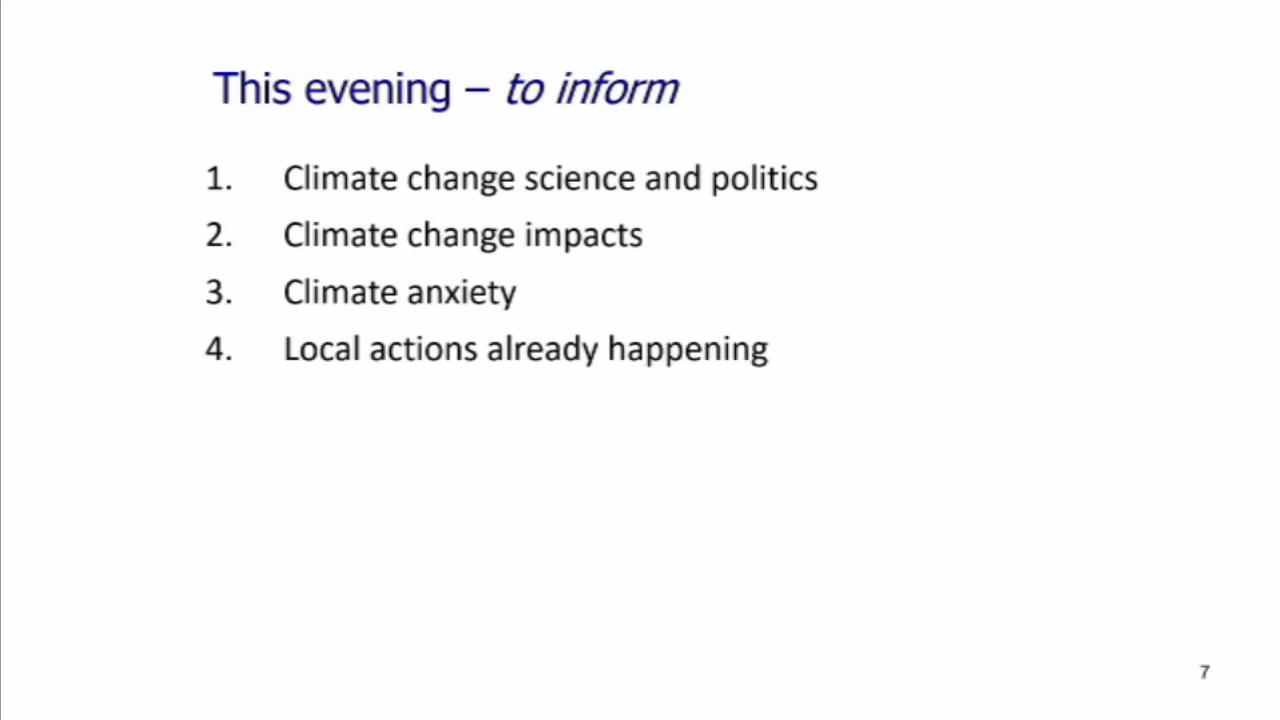 This evening – to inform
1. Climate change science and politics
2. Climate change impacts
3. Climate anxiety
4. Local actions already happening
7